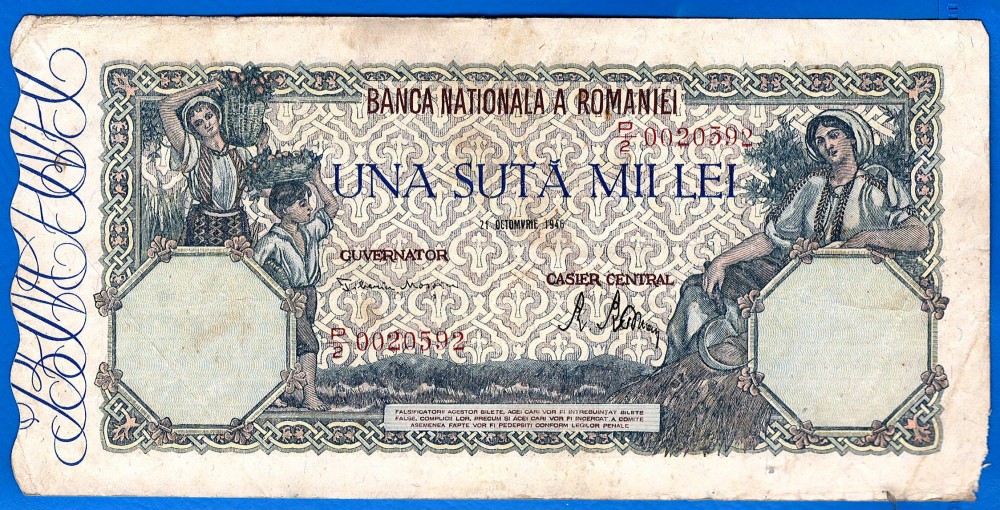 BANCA NATIONALA A ROMANIEI
P/2 0020592
UNA SUTĂ MII LEI
21 OCTOMVRIE 1946
GUVERNATOR
CASIER CENTRAL
P/2 0020592
FALSIFICATORII ACESTOR BILETE, ACEI CARI VOR FI INTREBUINȚAT BILETE
FALSE, COMPLICII LOR, PRECUM ȘI ACEI CARI VOR FI INCERCAT A COMITE
ASEMENEA FAPTE VOR FI PEDEPSIȚI CONFORM LEGILOR PENALE